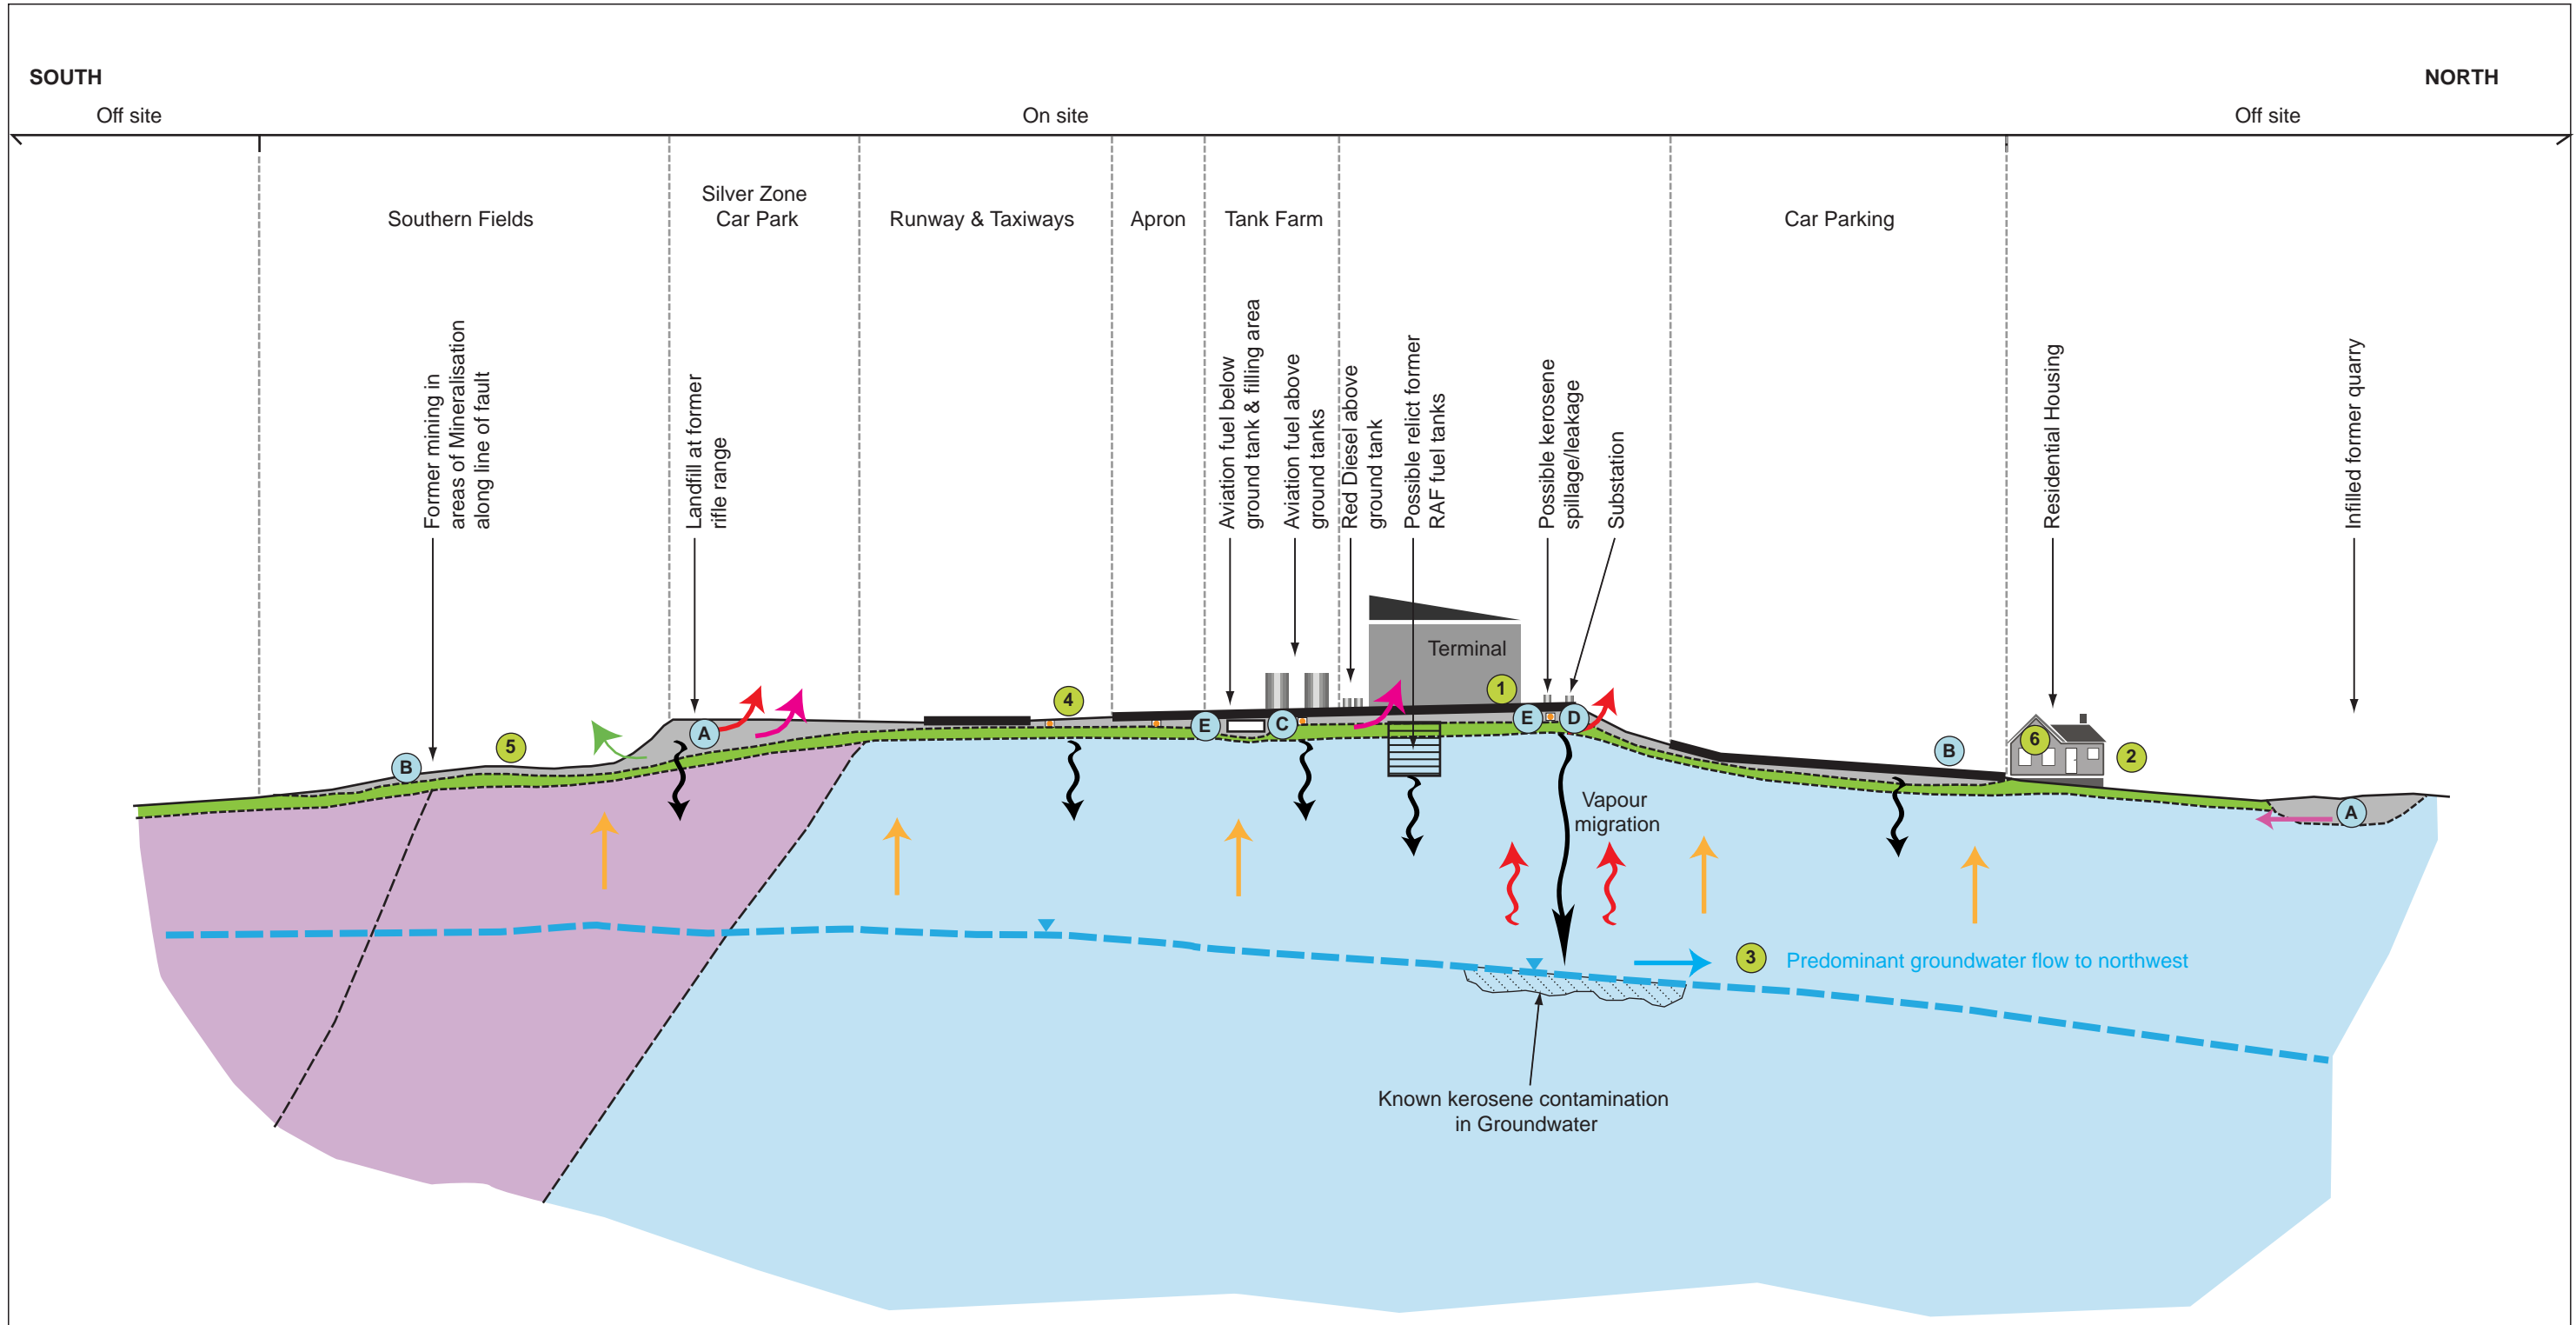 SOUTH
NORTH
Off site
On site
Off site
Southern Fields
Silver Zone
Car Park
Runway & Taxiways
Apron
Tank Farm
Car Parking
Former mining in
areas of Mineralisation
along line of fault
Landfill at former
rifle range
Aviation fuel below
ground tank & filling area
Aviation fuel above
ground tanks
Red Diesel above
ground tank
Possible relict former
RAF fuel tanks
Possible kerosene
spillage/leakage
Substation
Residential Housing
Infilled former quarry
Terminal
B
5
A
4
E
C
1
E
D
B
6
2
A
Vapour
migration
3
Predominant groundwater flow to northwest
Known kerosene contamination
in Groundwater